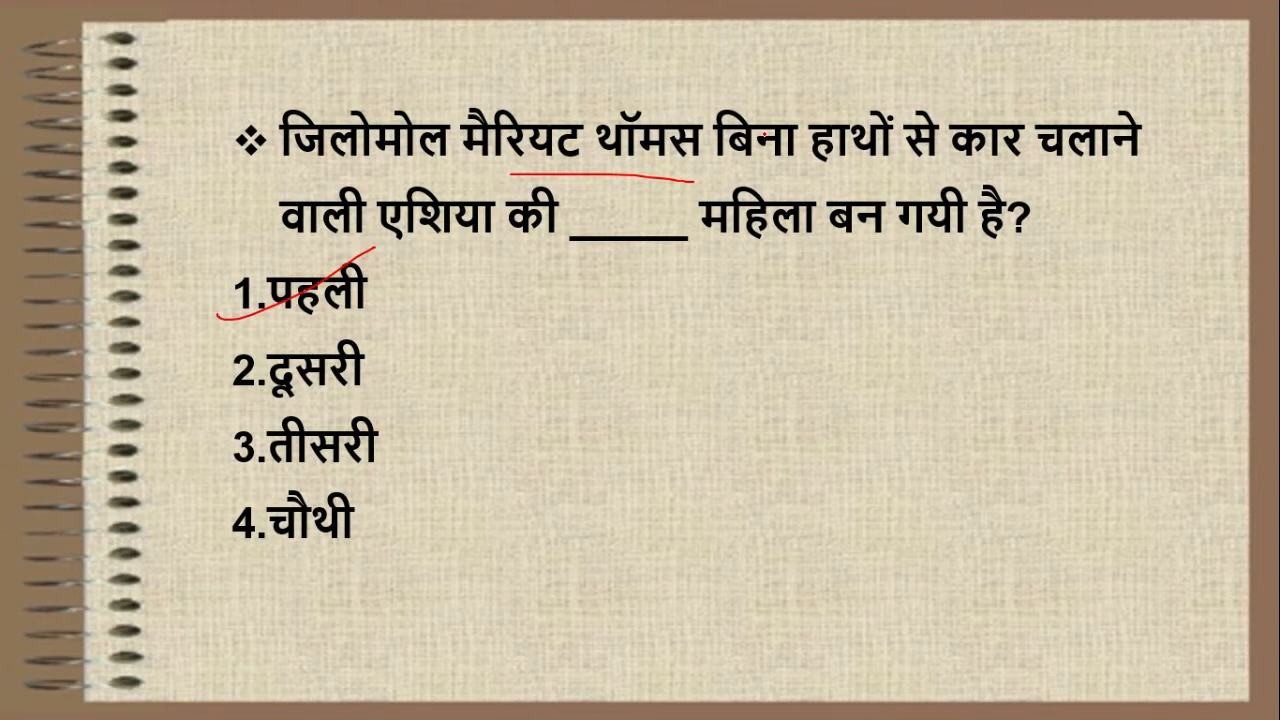 ❖ जिलोमोल मैरियट थॉमस बिना हाथों से कार चलाने
वाली एशिया की _____ महिला बन गयी है?
1.पहली
2.दूसरी
3.तीसरी
4.चौथी